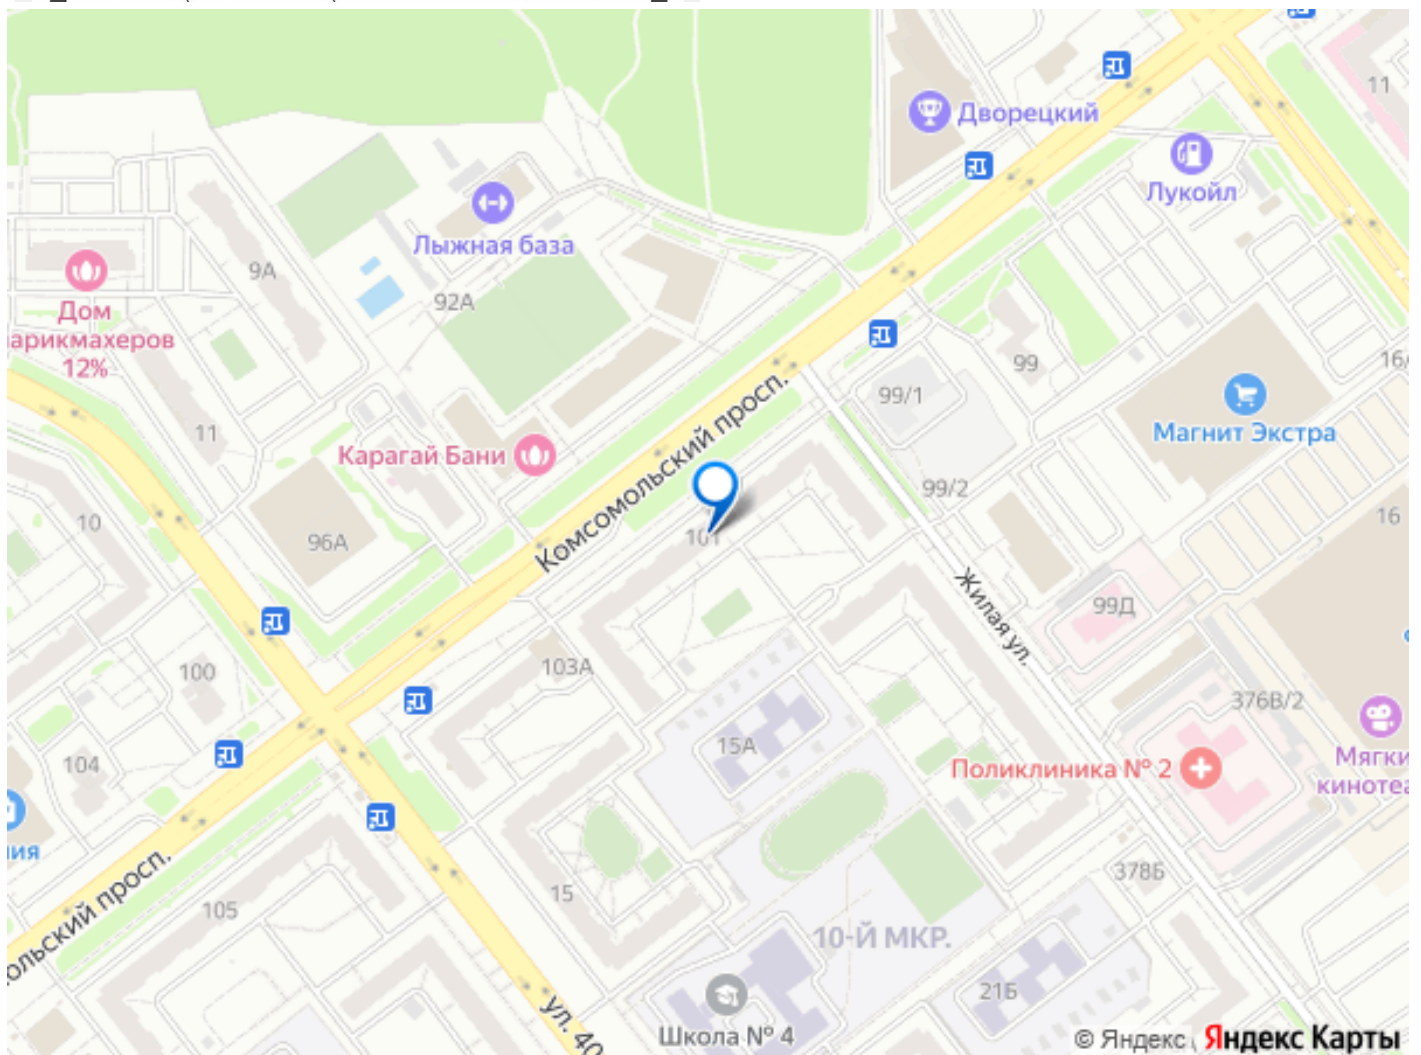 11
Дворецкий
Лукойл
Лыжная база
9А
92А
Дом
арикмахеров
12%
99
16/
99/1
Магнит Экстра
11
Комсомольский просп.
Карагай Бани
99/2
10
96А
101
16
Жилая ул.
99Д
103А
100
376В/2
15А
104
Мягки
кинотеа
Поликлиника № 2
ия
378Б
15
105
ольский просп.
10-Й МКР.
21Б
ул. 40
Школа № 4
© Яндекс
Яндекс Карты